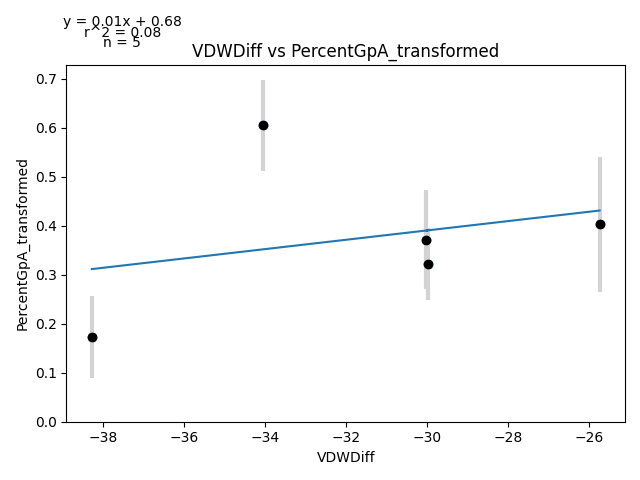 y = 0.01x + 0.68
r^2 = 0.08
n = 5
VDWDiff vs PercentGpA_transformed
0.7
0.6
0.5
0.4
0.3
0.2
0.1
0.0
PercentGpA_transformed
−38
−36
−34
−32
−30
−28
−26
VDWDiff